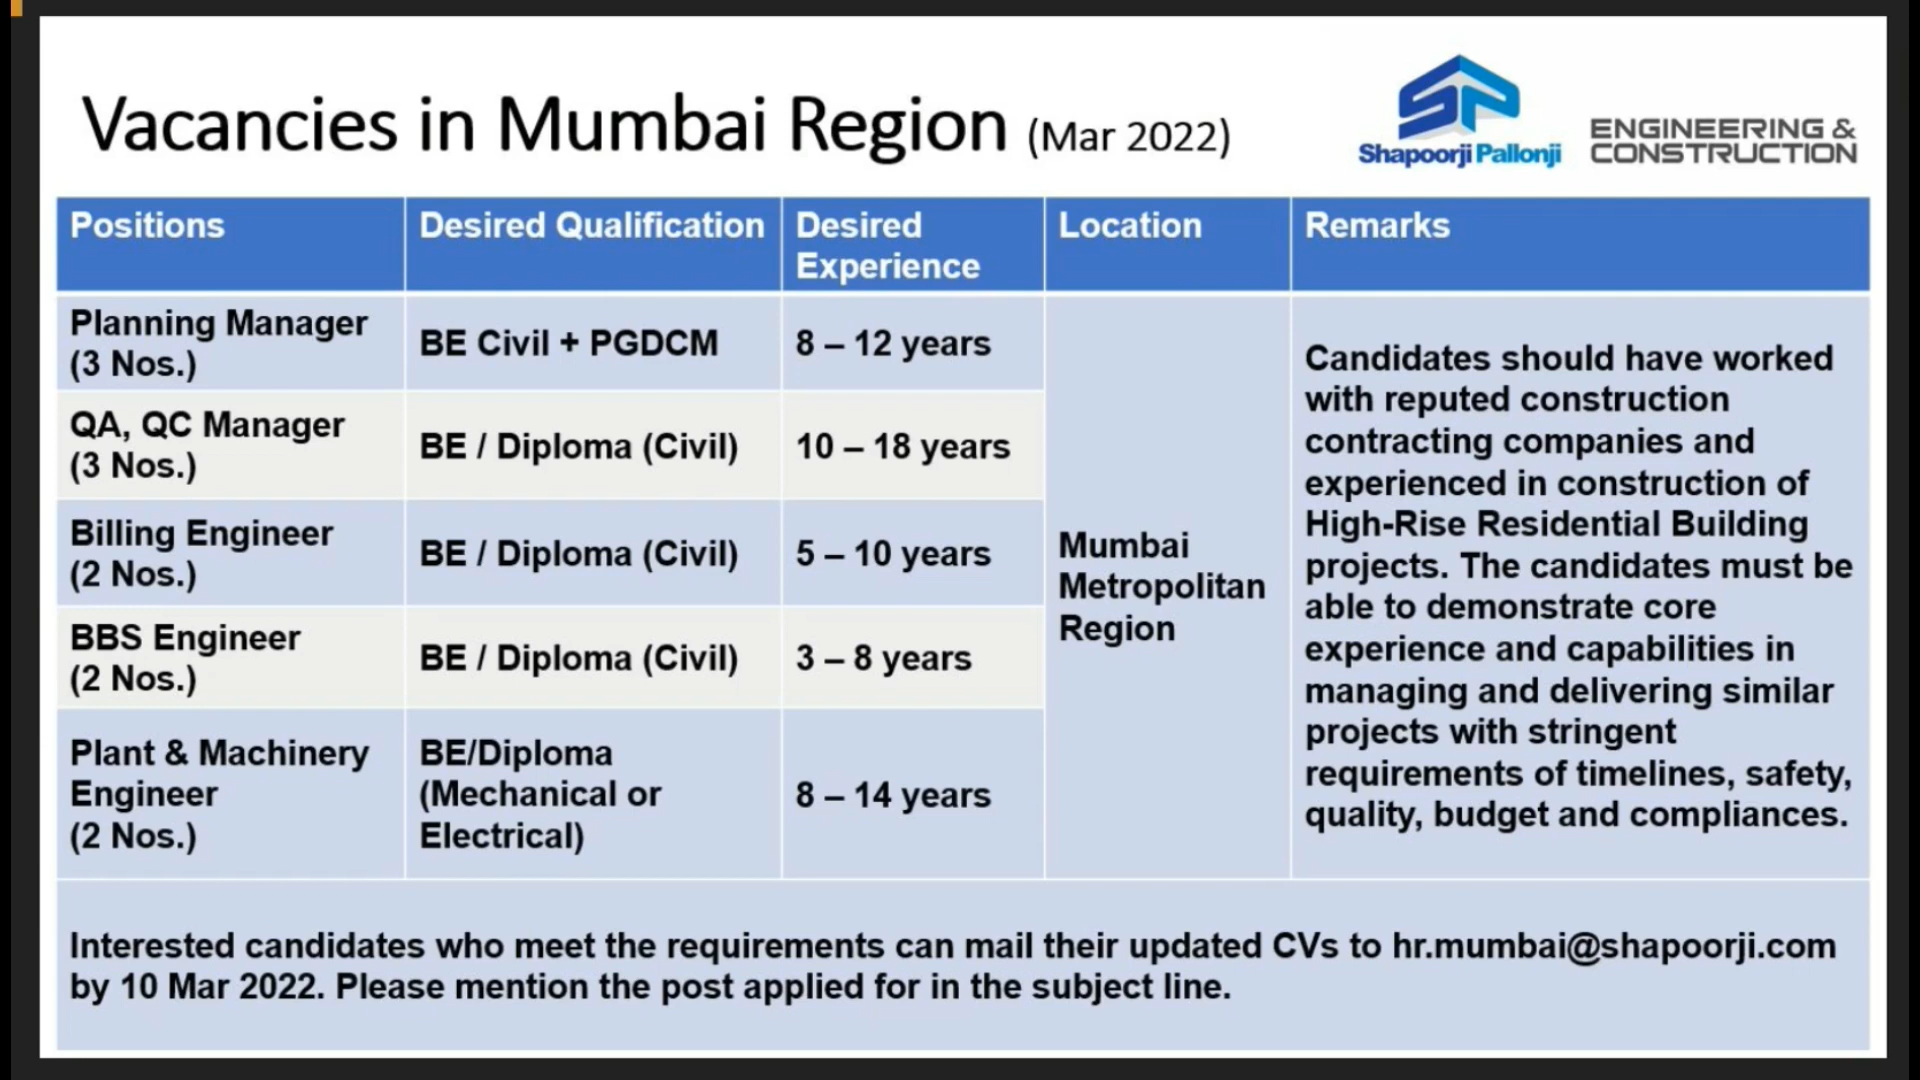 Vacancies in Mumbai Region (Mar 2022)
Shapoorji Pallonji
ENGINEERING &
CONSTRUCTION
Positions
Desired Qualification
Desired
Experience
Location
Remarks
Planning Manager
(3 Nos.)
BE Civil + PGDCM
8 – 12 years
QA, QC Manager
(3 Nos.)
BE / Diploma (Civil)
10 – 18 years
Billing Engineer
(2 Nos.)
BE / Diploma (Civil)
5 – 10 years
BBS Engineer
(2 Nos.)
BE / Diploma (Civil)
3 – 8 years
Plant & Machinery
Engineer
(2 Nos.)
BE/Diploma
(Mechanical or
Electrical)
8 – 14 years
Mumbai
Metropolitan
Region
Candidates should have worked
with reputed construction
contracting companies and
experienced in construction of
High-Rise Residential Building
projects. The candidates must be
able to demonstrate core
experience and capabilities in
managing and delivering similar
projects with stringent
requirements of timelines, safety,
quality, budget and compliances.
Interested candidates who meet the requirements can mail their updated CVs to hr.mumbai@shapoorji.com
by 10 Mar 2022. Please mention the post applied for in the subject line.